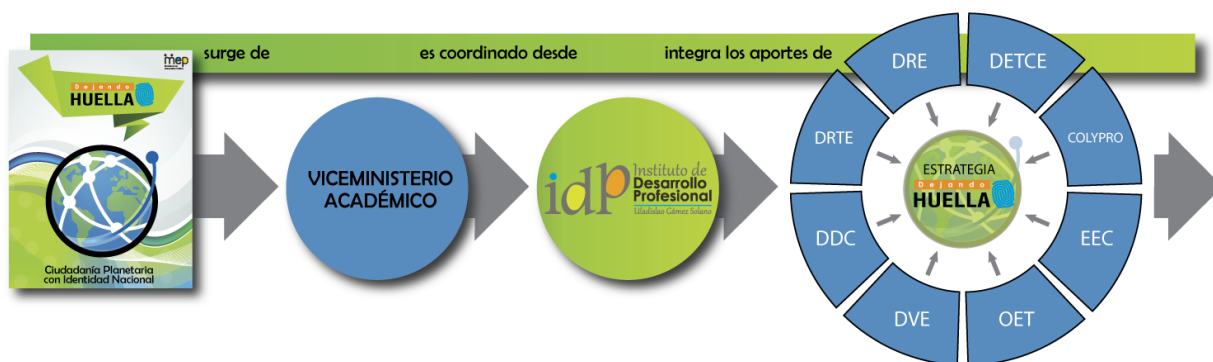 surge de
es coordinado desde
integra los aportes de
mep
Dejando
HUELLA
Ciudadanía Planetaria
con Identidad Nacional
VICEMINISTERIO
ACADÉMICO
idp
Instituto de
Desarrollo
Profesional
Uladislao Gámez Solano
DRE
DETCE
DRTE
COLYPRO
ESTRATEGIA
Dejando
HUELLA
DDC
EEC
DVE
OET